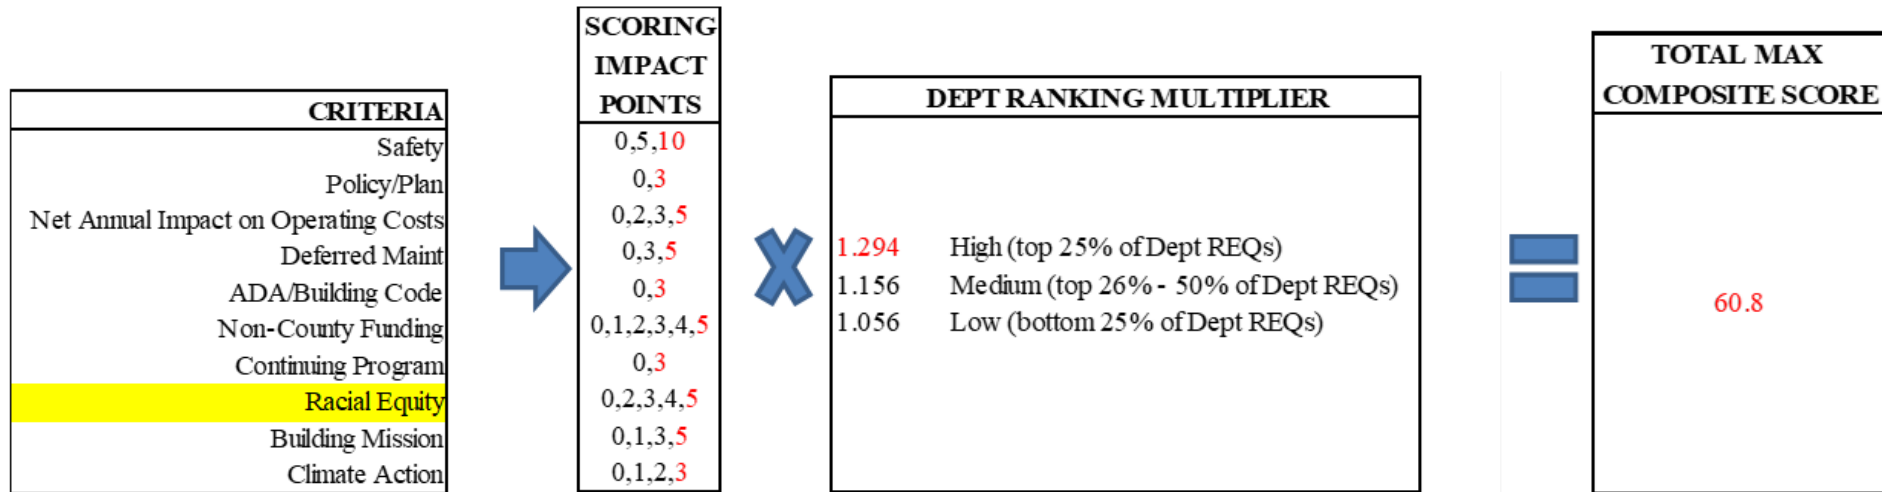 CRITERIA
Safety
Policy/Plan
Net Annual Impact on Operating Costs
Deferred Maint
ADA/Building Code
Non-County Funding
Continuing Program
Racial Equity
Building Mission
Climate Action
SCORING
IMPACT
POINTS
0,5,10
0,3
0,2,3,5
0,3,5
0,3
0,1,2,3,4,5
0,3
0,2,3,4,5
0,1,3,5
0,1,2,3
DEPT RANKING MULTIPLIER
1.294 High (top 25% of Dept REQs)
1.156 Medium (top 26% - 50% of Dept REQs)
1.056 Low (bottom 25% of Dept REQs)
TOTAL MAX
COMPOSITE SCORE
60.8